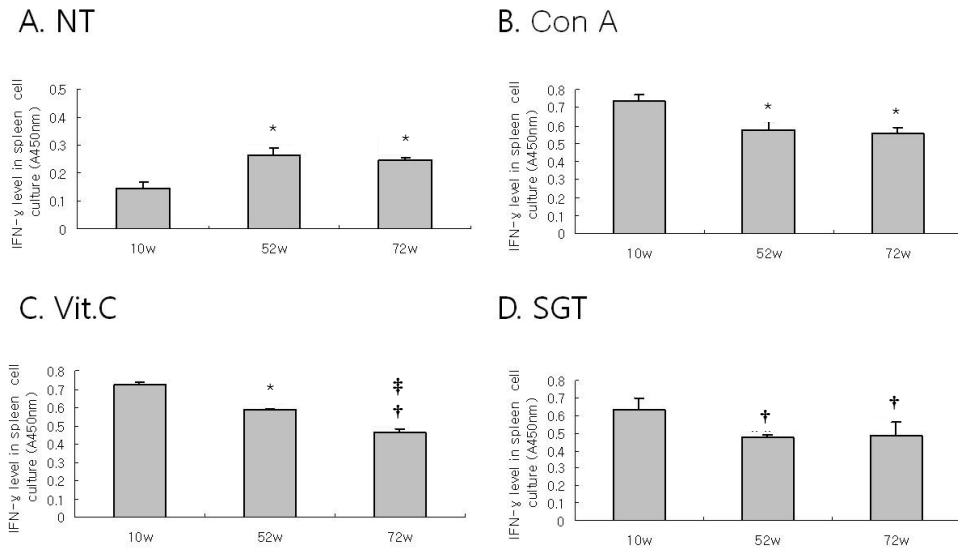 A. NT
IFN-γ level in spleen cell
culture (A450nm)
0.5
0.4
0.3
0.2
0.1
0
*
*
10w
52w
72w
B. Con A
IFN-γ level in spleen cell
culture (A450nm)
0.8
0.7
0.6
0.5
0.4
0.3
0.2
0.1
0
*
*
10w
52w
72w
C. Vit.C
IFN-γ level in spleen cell
culture (A450nm)
0.8
0.7
0.6
0.5
0.4
0.3
0.2
0.1
0
*
‡
†
10w
52w
72w
D. SGT
IFN-γ level in spleen cell
culture (A450nm)
0.8
0.7
0.6
0.5
0.4
0.3
0.2
0.1
0
†
†
10w
52w
72w